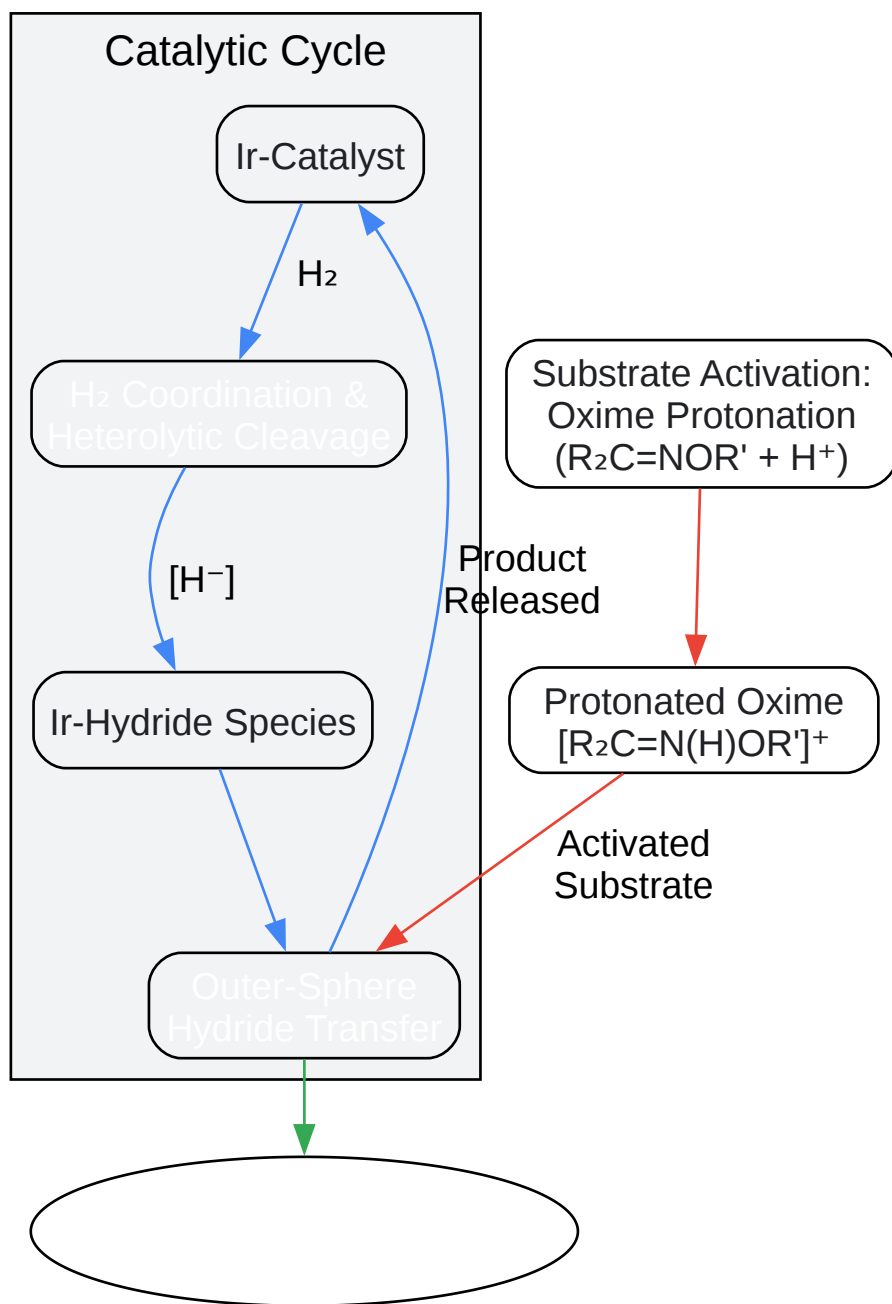 Catalytic Cycle
Ir-Catalyst
H₂
H₂ Coordination &
Heterolytic Cleavage
Substrate Activation:
Oxime Protonation
(R₂C=NOR' + H⁺)
[H⁻]
Product
Released
Ir-Hydride Species
Protonated Oxime
[R₂C=N(H)OR']⁺
Activated
Substrate
Outer-Sphere
Hydride Transfer